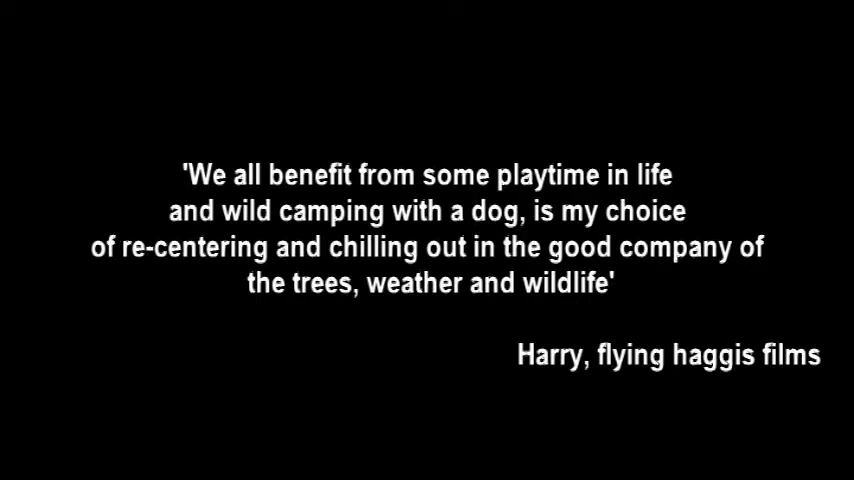 'We all benefit from some playtime in life
and wild camping with a dog, is my choice
of re-centering and chilling out in the good company of
the trees, weather and wildlife'
Harry, flying haggis films